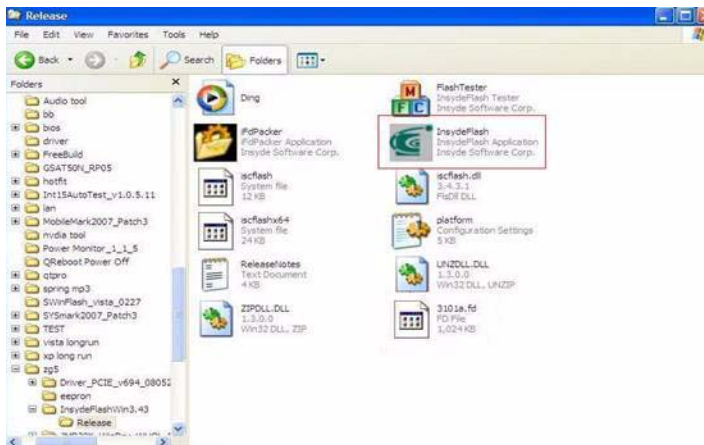 Release
File Edit View Favorites Tools Help
Back Search Folders
Folders
Audio tool
bb
bios
driver
FreeBuild
GSAT50N_RP05
hotfit
Int15AutoTest_v1.0.5.11
lan
MobileMark2007_Patch3
nvdia tool
Power Monitor_1_1_5
QReboot Power Off
qtpro
spring mp3
SWinFlash_vista_0227
SYSmark2007_Patch3
TEST
vista longrun
xp long run
zg5
Driver_PCIE_v694_08052
eepron
InsydeFlashWin3.43
Release
Ding
FlashTester
InsydeFlash Tester
Insyde Software Corp.
iFdPacker
iFdPacker Application
Insyde Software Corp.
InsydeFlash
InsydeFlash Application
Insyde Software Corp.
iscflash
System file
12 KB
iscflash.dll
3.4.3.1
FlsDll DLL
iscflashx64
System file
24 KB
platform
Configuration Settings
5 KB
ReleaseNotes
Text Document
4 KB
UNZDLL.DLL
1.3.0.0
Win32 DLL, UNZIP
ZIPDLL.DLL
1.3.0.0
Win32 DLL, ZIP
3101a.fd
FD File
1,024 KB